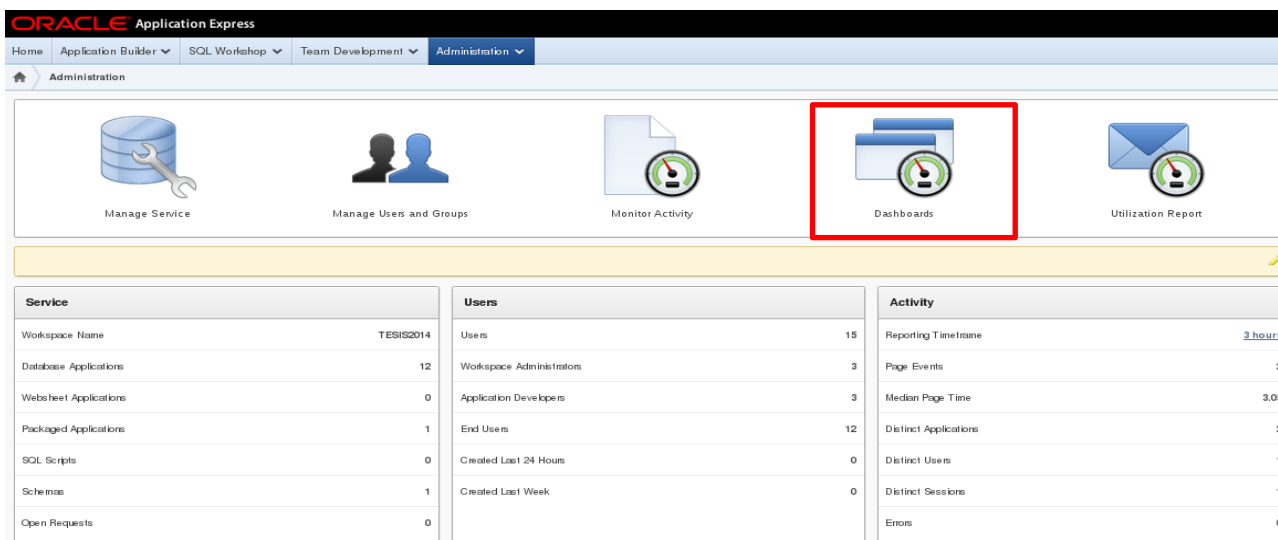 ORACLE Application Express
Home Application Builder SQL Workshop Team Development Administration
Administration
Manage Service Manage Users and Groups Monitor Activity Dashboards Utilization Report
Service Users Activity
Workspace Name TESIS2014 Users 15 Reporting Timeframe 3 hours
Database Applications 12 Workspace Administrators 3 Page Events
Websheet Applications 0 Application Developers 3 Median Page Time
Packaged Applications 1 End Users 12 Distinct Applications
SQL Scripts 0 Created Last 24 Hours 0 Distinct Users
Schemas 1 Created Last Week 0 Distinct Sessions
Open Requests 0 Errors